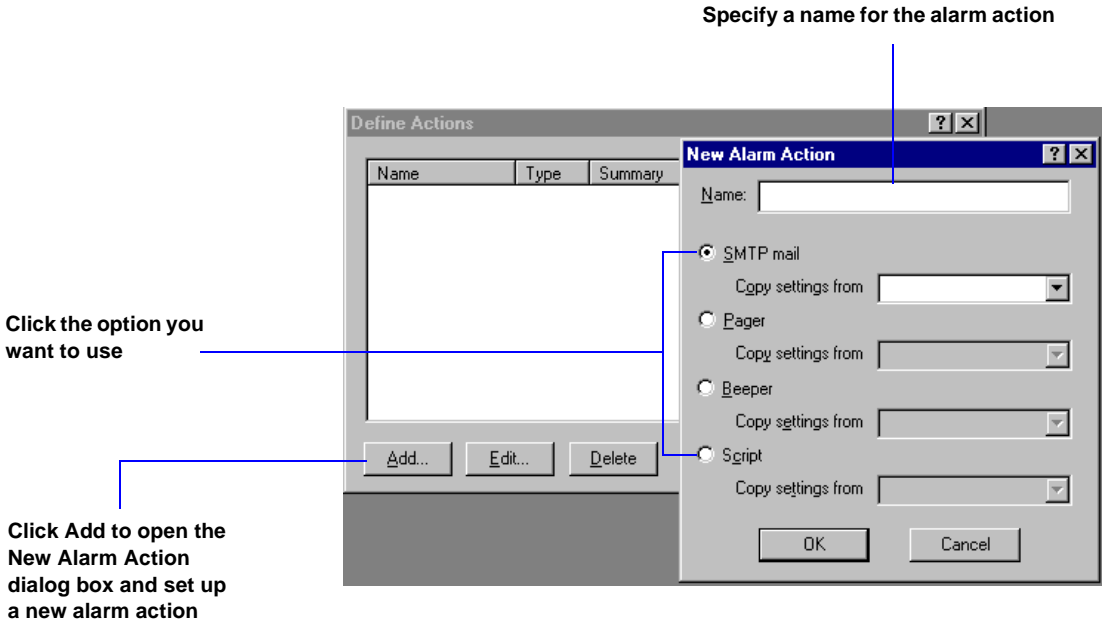 Specify a name for the alarm action
Define Actions
Name Type Summary
New Alarm Action
Name:
SMTP mail
Copy settings from
Pager
Copy settings from
Beeper
Copy settings from
Script
Copy settings from
OK Cancel
Add... Edit... Delete
Click the option you
want to use
Click Add to open the
New Alarm Action
dialog box and set up
a new alarm action